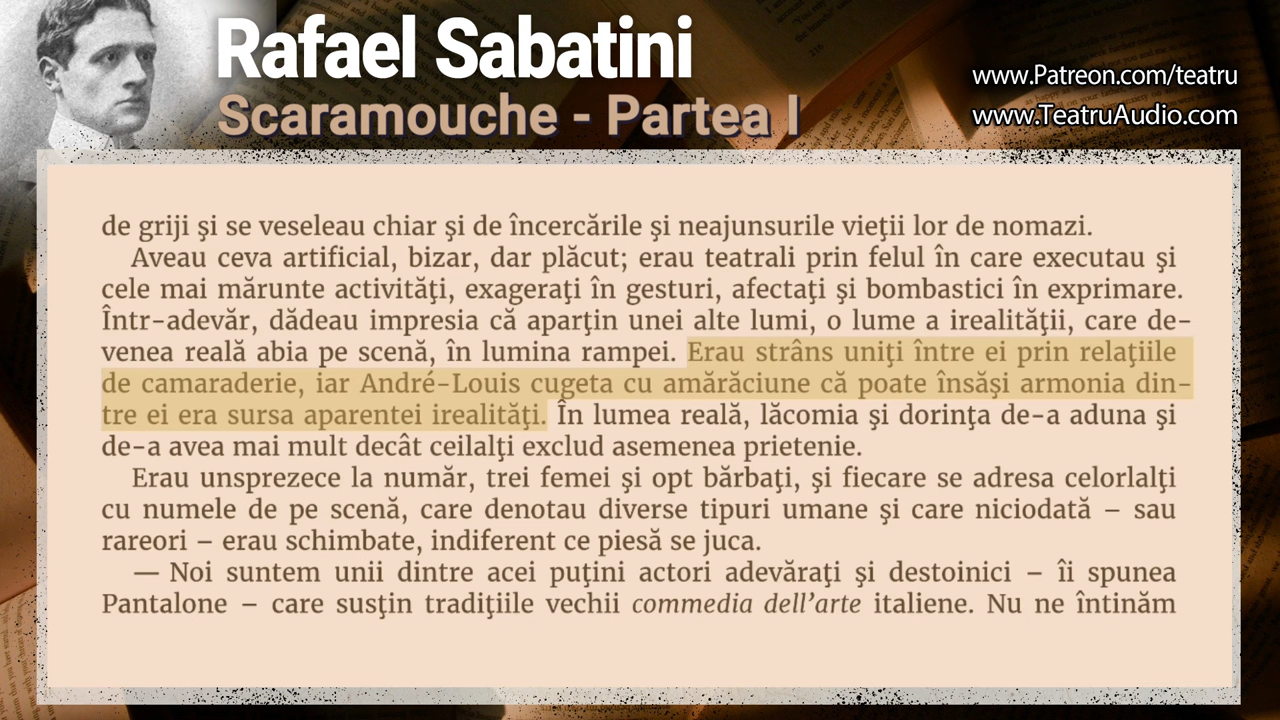 Rafael Sabatini
Scaramouche - Partea I
www.Patreon.com/teatru
www.TeatruAudio.com
de griji şi se veseleau chiar şi de încercările şi neajunsurile vieţii lor de nomazi.
Aveau ceva artificial, bizar, dar plăcut; erau teatrali prin felul în care executau şi
cele mai mărunte activităţi, exageraţi în gesturi, afectaţi şi bombastici în exprimare.
Într-adevăr, dădeau impresia că aparţin unei alte lumi, o lume a irealităţii, care de-
venea reală abia pe scenă, în lumina rampei. Erau strâns uniţi între ei prin relaţiile
de camaraderie, iar André-Louis cugeta cu amărăciune că poate însăşi armonia din-
tre ei era sursa aparentei irealităţi. În lumea reală, lăcomia şi dorinţa de-a aduna şi
de-a avea mai mult decât ceilalţi exclud asemenea prietenie.
Erau unsprezece la număr, trei femei şi opt bărbaţi, şi fiecare se adresa celorlalţi
cu numele de pe scenă, care denotau diverse tipuri umane şi care niciodată – sau
rareori – erau schimbate, indiferent ce piesă se juca.
— Noi suntem unii dintre acei puţini actori adevăraţi şi destoinici – îi spunea
Pantalone – care susţin tradiţiile vechii commedia dell’arte italiene. Nu ne întinăm